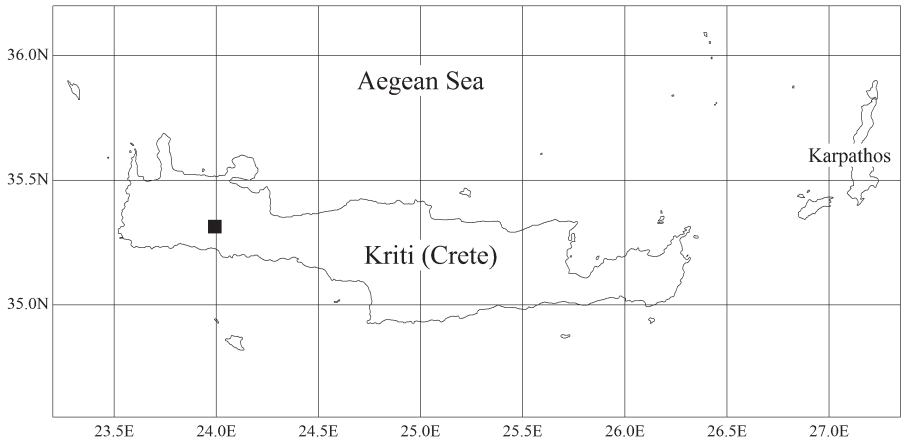 36.0N
Aegean Sea
Karpathos
35.5N
Kriti (Crete)
35.0N
23.5E 24.0E 24.5E 25.0E 25.5E 26.0E 26.5E 27.0E